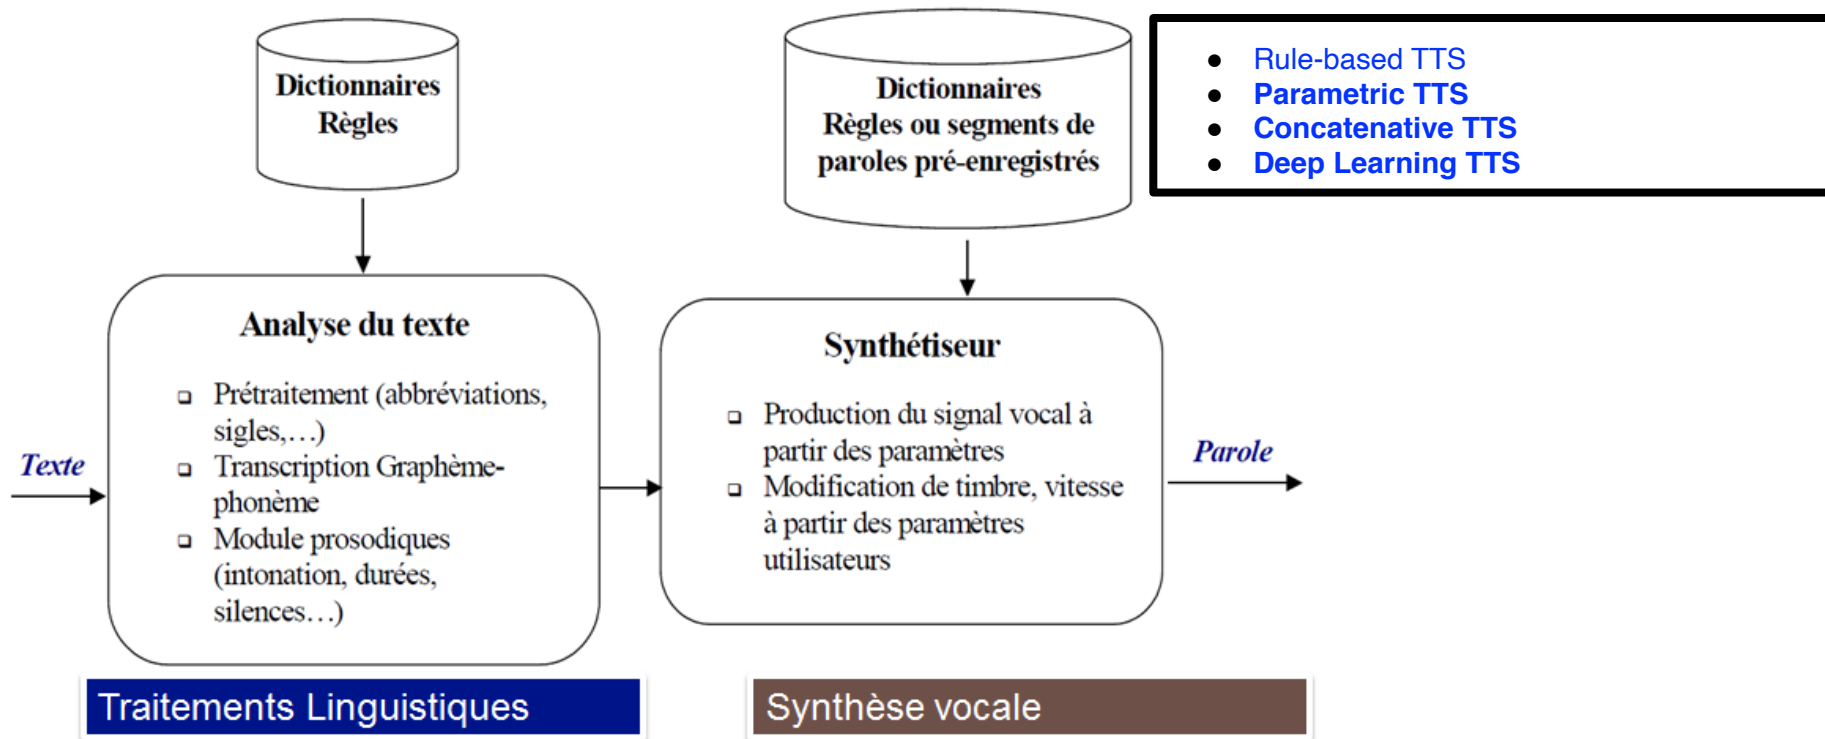 Dictionnaires
Règles
Dictionnaires
Règles ou segments de
paroles pré-enregistrés
● Rule-based TTS
● Parametric TTS
● Concatenative TTS
● Deep Learning TTS
Texte
Analyse du texte
❑ Prétraitement (abbréviations,
sigles,…)
❑ Transcription Graphème-
phonème
❑ Module prosodiques
(intonation, durées,
silences…)
Synthétiseur
❑ Production du signal vocal à
partir des paramètres
❑ Modification de timbre, vitesse
à partir des paramètres
utilisateurs
Parole
Traitements Linguistiques
Synthèse vocale